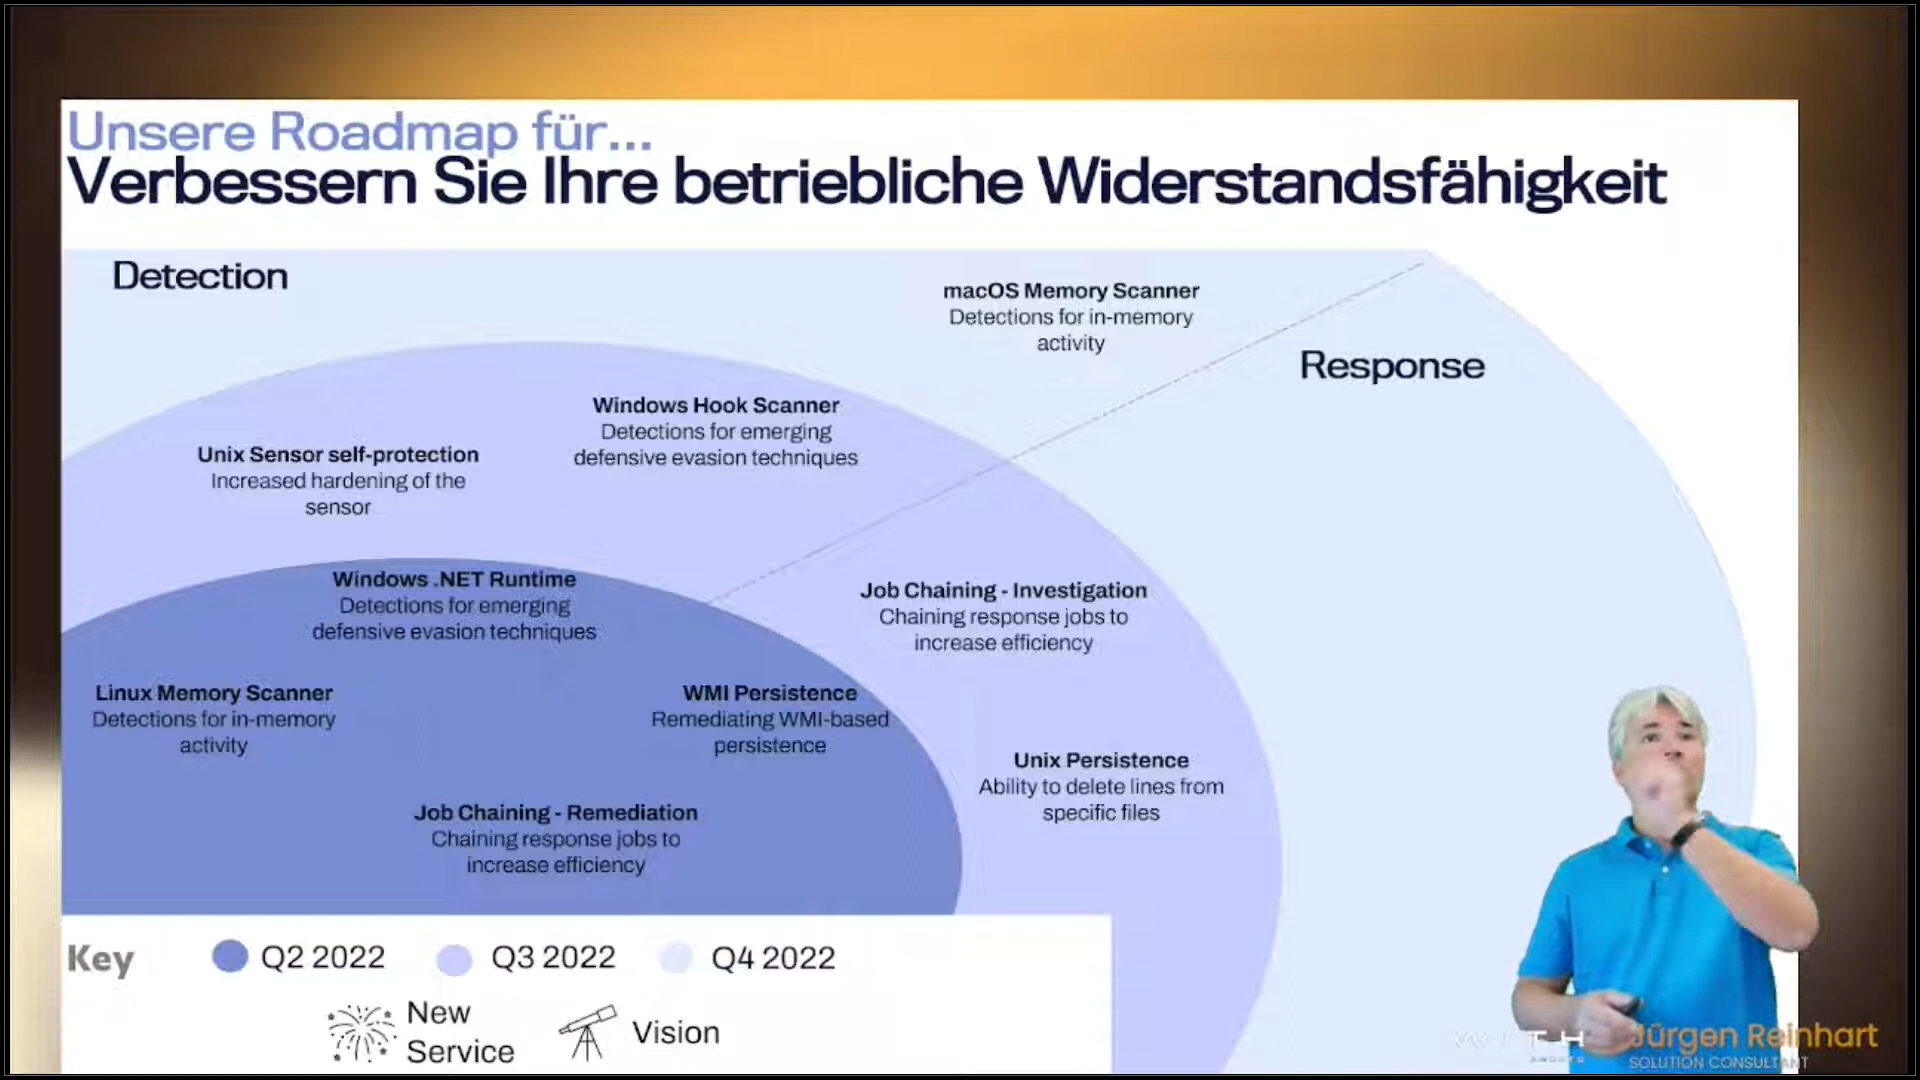 Unsere Roadmap für...
Verbessern Sie Ihre betriebliche Widerstandsfähigkeit
Detection
macOS Memory Scanner
Detections for in-memory
activity
Response
Windows Hook Scanner
Detections for emerging
defensive evasion techniques
Unix Sensor self-protection
Increased hardening of the
sensor
Windows .NET Runtime
Detections for emerging
defensive evasion techniques
Job Chaining - Investigation
Chaining response jobs to
increase efficiency
Linux Memory Scanner
Detections for in-memory
activity
WMI Persistence
Remediating WMI-based
persistence
Unix Persistence
Ability to delete lines from
specific files
Job Chaining - Remediation
Chaining response jobs to
increase efficiency
Key
Q2 2022
Q3 2022
Q4 2022
New
Service
Vision
Jürgen Reinhart
SOLUTION CONSULTANT